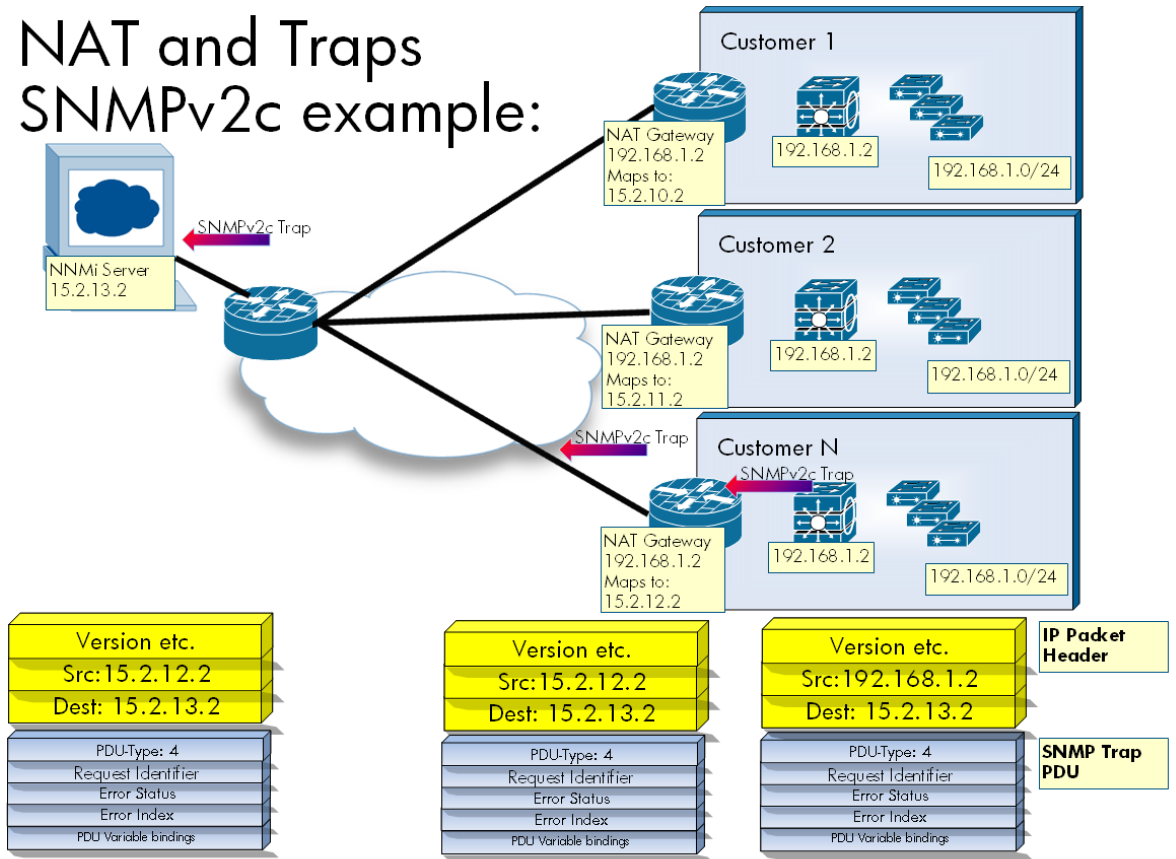 NAT and Traps
SNMPv2c example:
NNMi Server
15.2.13.2
SNMPv2c Trap
Customer 1
NAT Gateway
192.168.1.2
Maps to:
15.2.10.2
192.168.1.2
192.168.1.0/24
Customer 2
NAT Gateway
192.168.1.2
Maps to:
15.2.11.2
192.168.1.2
192.168.1.0/24
SNMPv2c Trap
Customer N
SNMPv2c Trap
NAT Gateway
192.168.1.2
Maps to:
15.2.12.2
192.168.1.2
192.168.1.0/24
Version etc.
Src:15.2.12.2
Dest: 15.2.13.2
PDU-Type: 4
Request Identifier
Error Status
Error Index
PDU Variable bindings
Version etc.
Src:15.2.12.2
Dest: 15.2.13.2
PDU-Type: 4
Request Identifier
Error Status
Error Index
PDU Variable bindings
Version etc.
Src:192.168.1.2
Dest: 15.2.13.2
PDU-Type: 4
Request Identifier
Error Status
Error Index
PDU Variable bindings
IP Packet
Header
SNMP Trap
PDU